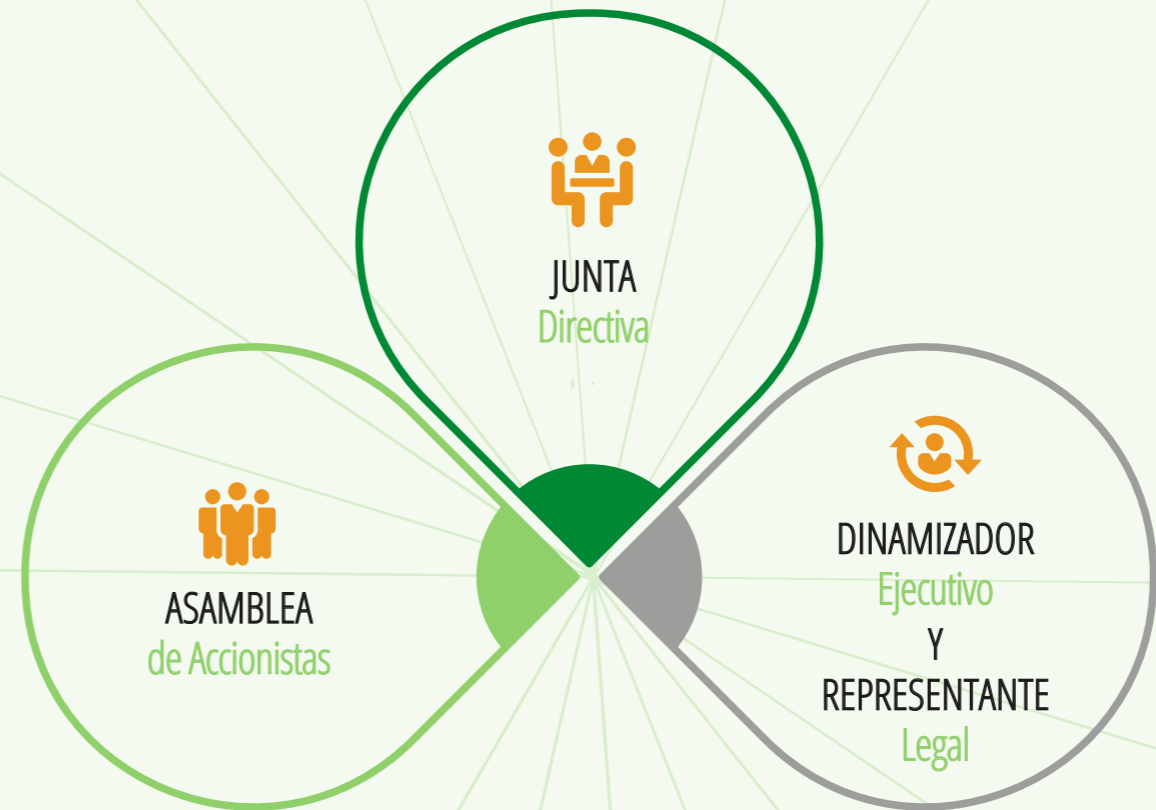 JUNTA
Directiva
ASAMBLEA
de Accionistas
DINAMIZADOR
Ejecutivo
Y
REPRESENTANTE
Legal